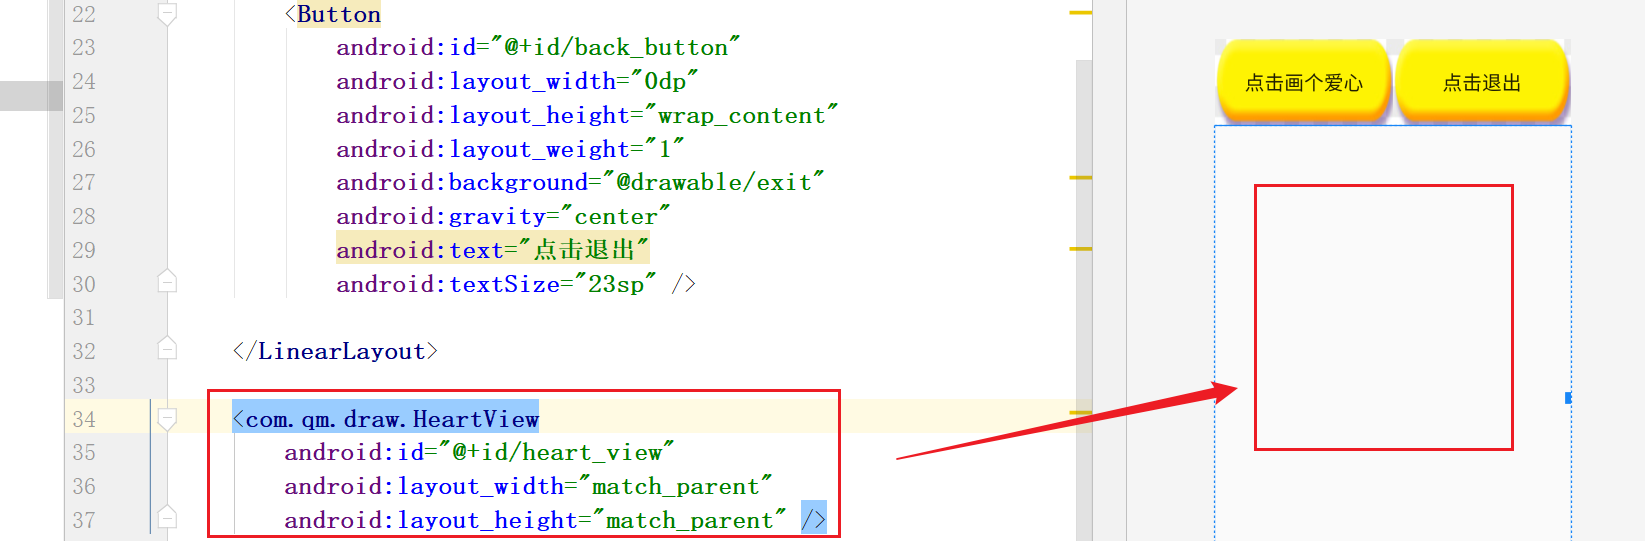 22 <Button
23 android:id="@+id/back_button"
24 android:layout_width="0dp"
25 android:layout_height="wrap_content"
26 android:layout_weight="1"
27 android:background="@drawable/exit"
28 android:gravity="center"
29 android:text="点击退出"
30 android:textSize="23sp" />
31
32 </LinearLayout>
33
34 <com.qm.draw.HeartView
35 android:id="@+id/heart_view"
36 android:layout_width="match_parent"
37 android:layout_height="match_parent" />
点击画个爱心
点击退出